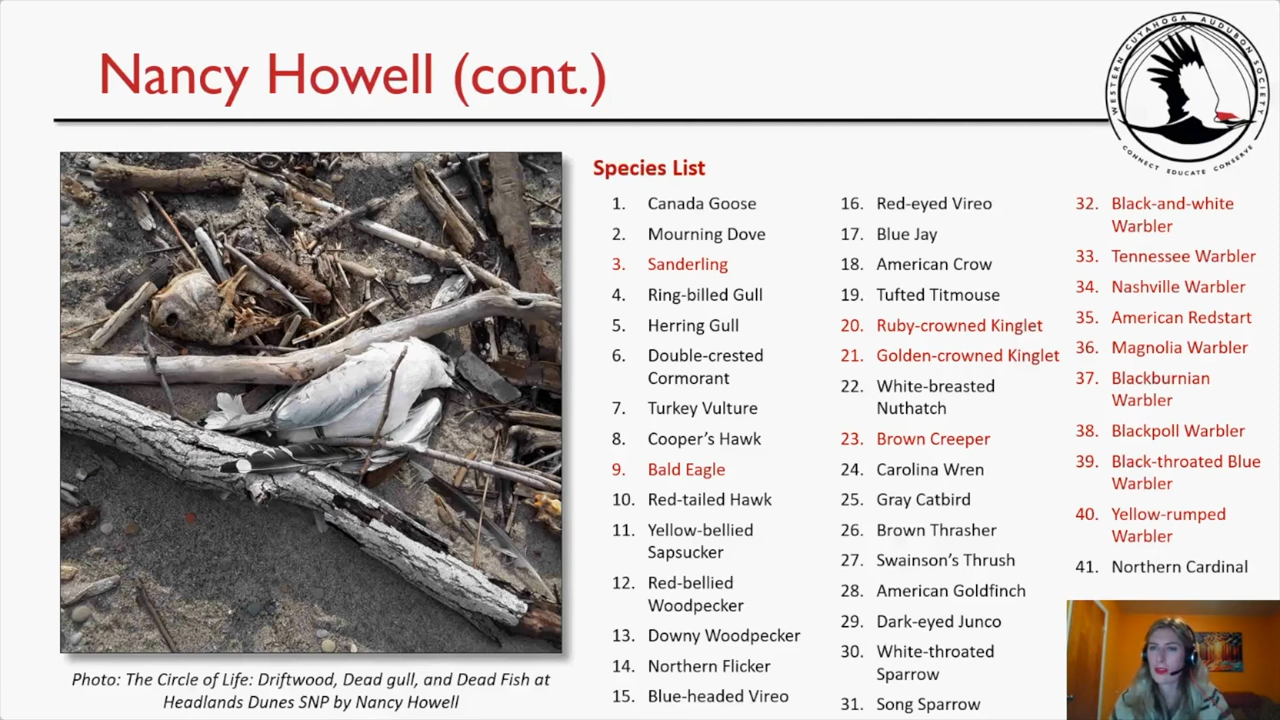 Nancy Howell (cont.)
WESTERN CUYAHOGA AUDUBON SOCIETY
CONNECT EDUCATE CONSERVE
Species List
1. Canada Goose
2. Mourning Dove
3. Sanderling
4. Ring-billed Gull
5. Herring Gull
6. Double-crested
Cormorant
7. Turkey Vulture
8. Cooper's Hawk
9. Bald Eagle
10. Red-tailed Hawk
11. Yellow-bellied
Sapsucker
12. Red-bellied
Woodpecker
13. Downy Woodpecker
14. Northern Flicker
15. Blue-headed Vireo
16. Red-eyed Vireo
17. Blue Jay
18. American Crow
19. Tufted Titmouse
20. Ruby-crowned Kinglet
21. Golden-crowned Kinglet
22. White-breasted
Nuthatch
23. Brown Creeper
24. Carolina Wren
25. Gray Catbird
26. Brown Thrasher
27. Swainson's Thrush
28. American Goldfinch
29. Dark-eyed Junco
30. White-throated
Sparrow
31. Song Sparrow
32. Black-and-white
Warbler
33. Tennessee Warbler
34. Nashville Warbler
35. American Redstart
36. Magnolia Warbler
37. Blackburnian
Warbler
38. Blackpoll Warbler
39. Black-throated Blue
Warbler
40. Yellow-rumped
Warbler
41. Northern Cardinal
Photo: The Circle of Life: Driftwood, Dead gull, and Dead Fish at
Headlands Dunes SNP by Nancy Howell